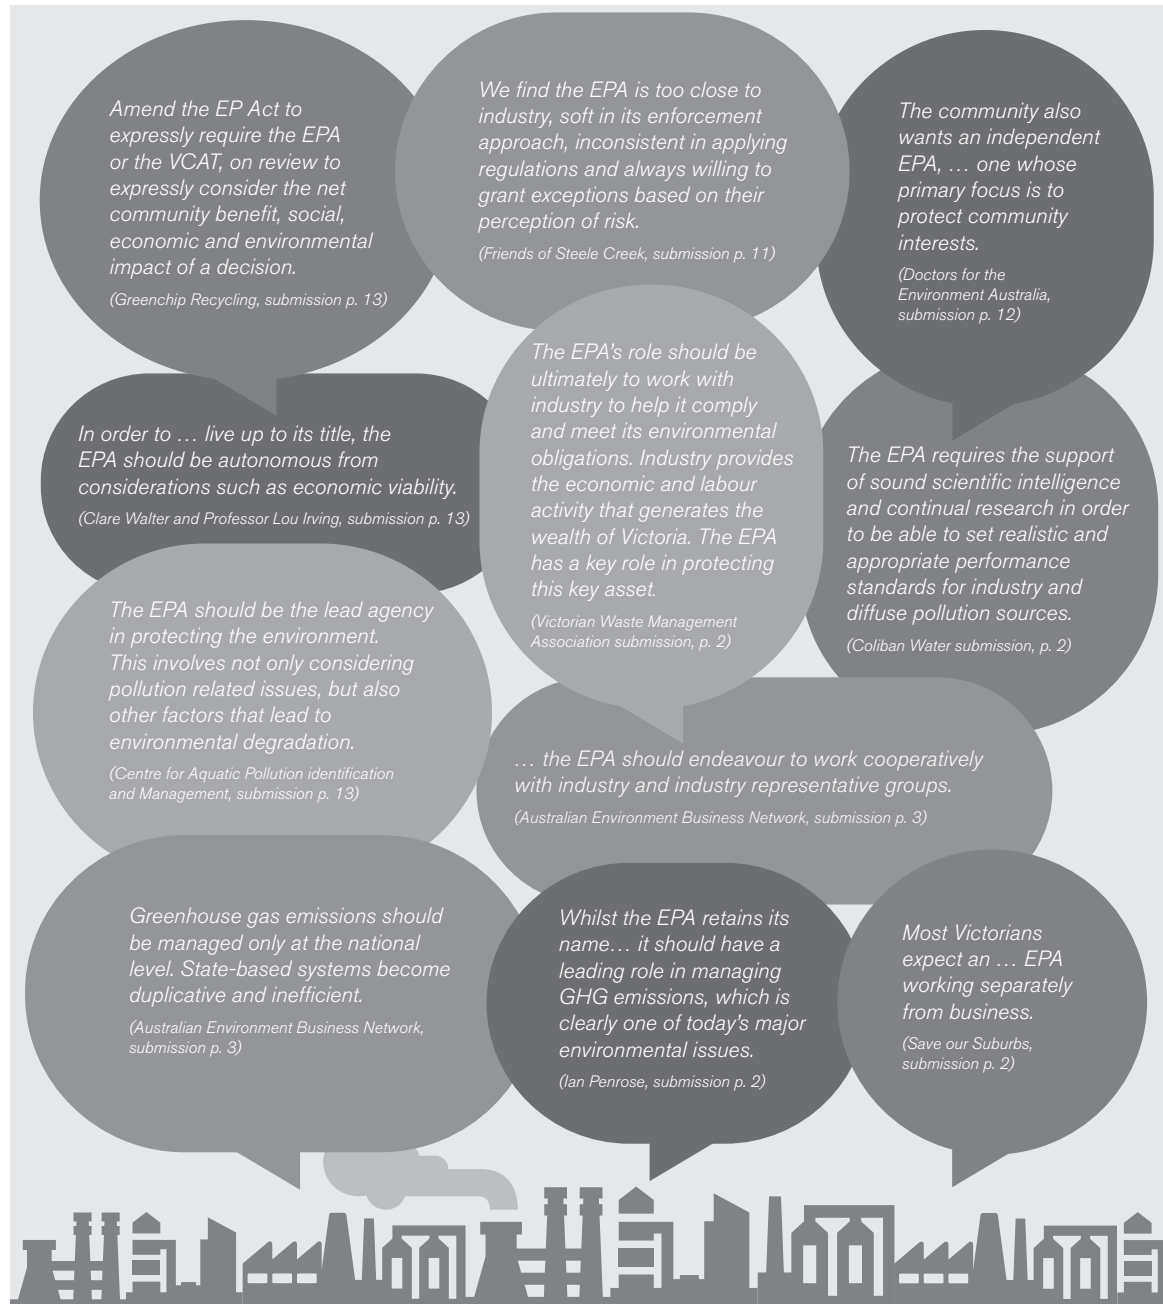 Amend the EP Act to
expressly require the EPA
or the VCAT, on review to
expressly consider the net
community benefit, social,
economic and environmental
impact of a decision.
(Greenchip Recycling, submission p. 13)
We find the EPA is too close to
industry, soft in its enforcement
approach, inconsistent in applying
regulations and always willing to
grant exceptions based on their
perception of risk.
(Friends of Steele Creek, submission p. 11)
The community also
wants an independent
EPA, … one whose
primary focus is to
protect community
interests.
(Doctors for the
Environment Australia,
submission p. 12)
In order to … live up to its title, the
EPA should be autonomous from
considerations such as economic viability.
(Clare Walter and Professor Lou Irving, submission p. 13)
The EPA's role should be
ultimately to work with
industry to help it comply
and meet its environmental
obligations. Industry provides
the economic and labour
activity that generates the
wealth of Victoria. The EPA
has a key role in protecting
this key asset.
(Victorian Waste Management
Association submission, p. 2)
The EPA requires the support
of sound scientific intelligence
and continual research in order
to be able to set realistic and
appropriate performance
standards for industry and
diffuse pollution sources.
(Coliban Water submission, p. 2)
The EPA should be the lead agency
in protecting the environment.
This involves not only considering
pollution related issues, but also
other factors that lead to
environmental degradation.
(Centre for Aquatic Pollution identification
and Management, submission p. 13)
… the EPA should endeavour to work cooperatively
with industry and industry representative groups.
(Australian Environment Business Network, submission p. 3)
Greenhouse gas emissions should
be managed only at the national
level. State-based systems become
duplicative and inefficient.
(Australian Environment Business Network,
submission p. 3)
Whilst the EPA retains its
name… it should have a
leading role in managing
GHG emissions, which is
clearly one of today's major
environmental issues.
(Ian Penrose, submission p. 2)
Most Victorians
expect an … EPA
working separately
from business.
(Save our Suburbs,
submission p. 2)